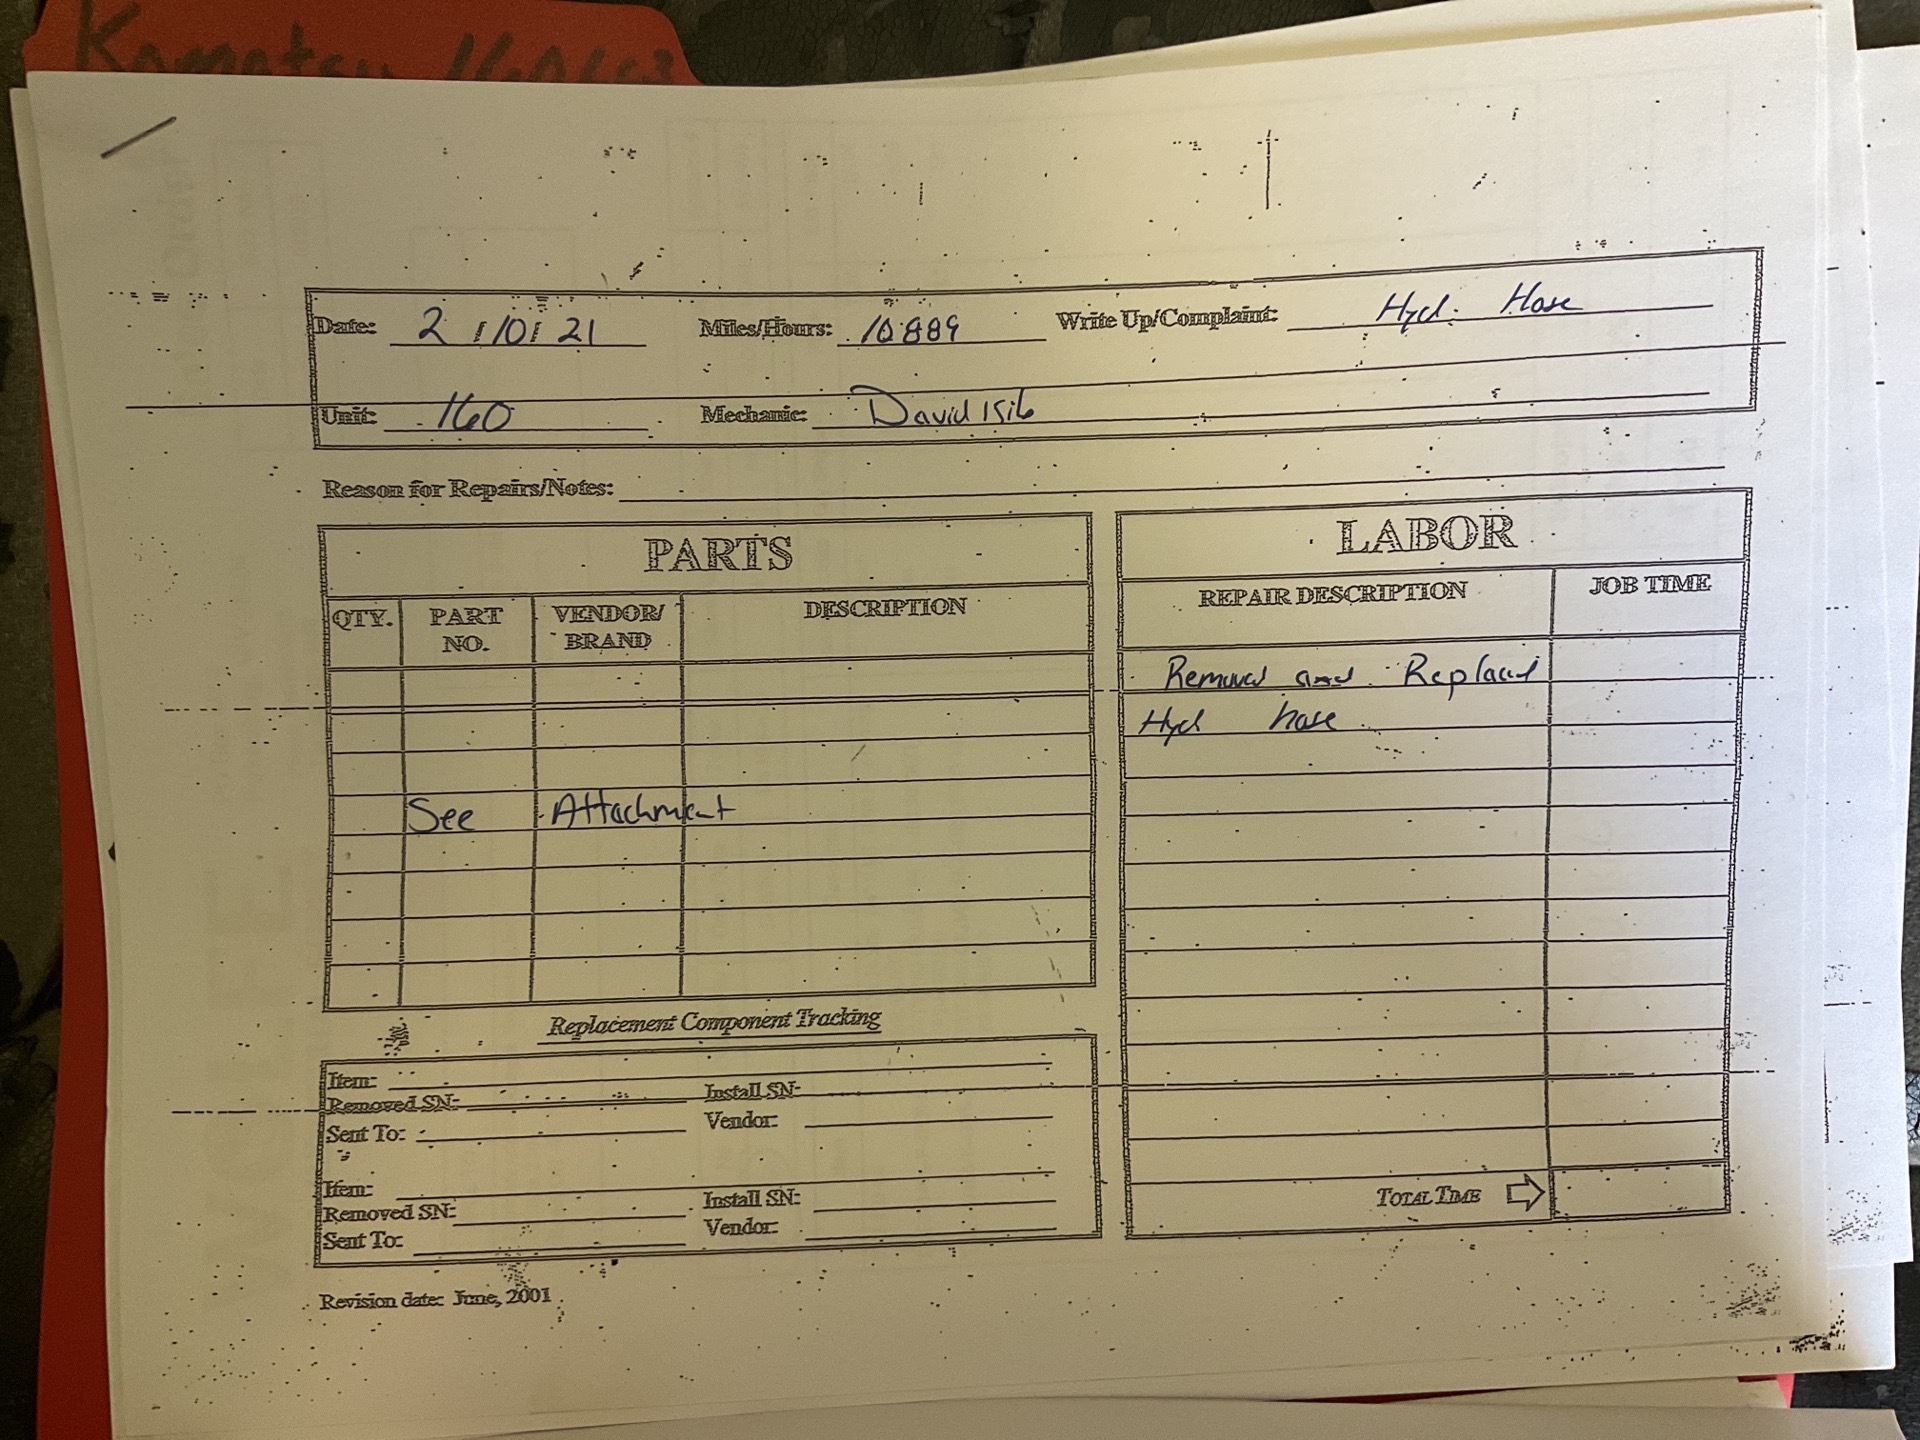 Komatsu 160
Date: 2/10/21 Miles/Hours: 10889 Write Up/Complaint: Hyd. Hose
Unit: 160 Mechanic: David
Reason for Repairs/Notes:
PARTS
QTY. PART NO. VENDOR/ BRAND DESCRIPTION
See Attachment
LABOR
REPAIR DESCRIPTION JOB TIME
Removed and Replaced
Hyd hose
TOTAL TIME
Replacement Component Tracking
Item:
Removed SN: Install SN:
Sent To: Vendor:
Item:
Removed SN: Install SN:
Sent To: Vendor:
Revision date: June, 2001